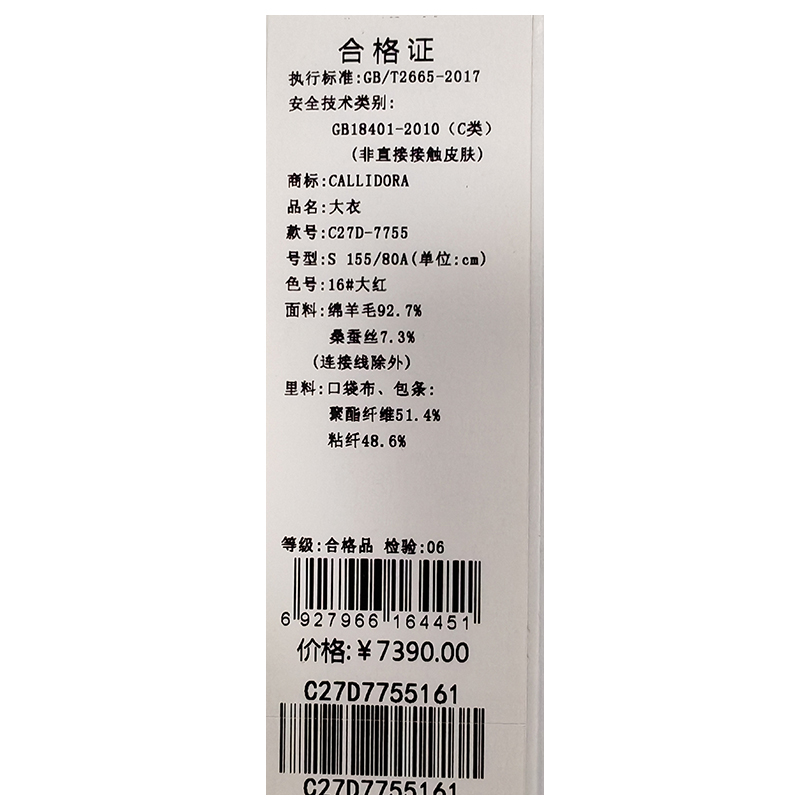 合格证
执行标准:GB/T2665-2017
安全技术类别:
GB18401-2010（C类）
(非直接接触皮肤)
商标:CALLIDORA
品名:大衣
款号:C27D-7755
号型:S 155/80A(单位:cm)
色号:16#大红
面料:绵羊毛92.7%
桑蚕丝7.3%
(连接线除外)
里料:口袋布、包条:
聚酯纤维51.4%
粘纤48.6%
等级:合格品 检验:06
6 927966 164451
价格:￥7390.00
C27D7755161
C27D7755161